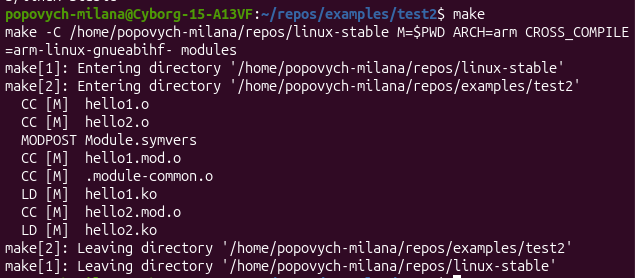 popovych-milana@Cyborg-15-A13VF:~/repos/examples/test2$ make
make -C /home/popovych-milana/repos/linux-stable M=$PWD ARCH=arm CROSS_COMPILE
=arm-linux-gnueabihf- modules
make[1]: Entering directory '/home/popovych-milana/repos/linux-stable'
make[2]: Entering directory '/home/popovych-milana/repos/examples/test2'
  CC [M]  hello1.o
  CC [M]  hello2.o
  MODPOST Module.symvers
  CC [M]  hello1.mod.o
  CC [M]  .module-common.o
  LD [M]  hello1.ko
  CC [M]  hello2.mod.o
  LD [M]  hello2.ko
make[2]: Leaving directory '/home/popovych-milana/repos/examples/test2'
make[1]: Leaving directory '/home/popovych-milana/repos/linux-stable'